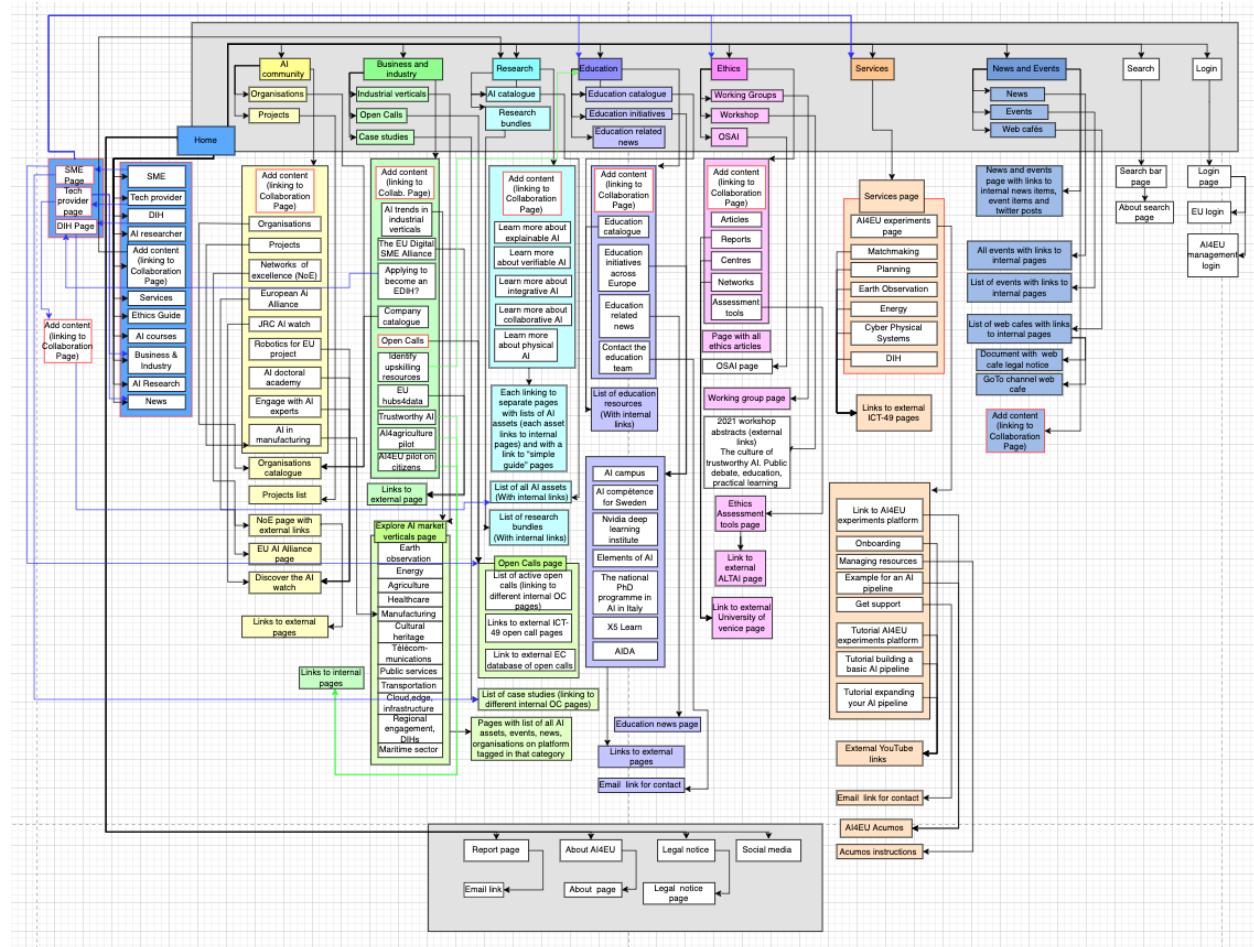 AI
community
Business and
industry
Research
Education
Ethics
Services
News and Events
Search
Login
Organisations
Projects
Industrial verticals
Open Calls
Case studies
AI catalogue
Research
bundles
Education catalogue
Education initiatives
Education related
news
Working Groups
Workshop
OSAI
News
Events
Web cafés
Home
SME
Page
Tech
provider
page
DIH Page
Add content
(linking to
Collaboration
Page)
SME
Tech provider
DIH
AI researcher
Add content
(linking to
Collaboration
Page)
Services
Ethics Guide
AI courses
Business &
Industry
AI Research
News
Add content
(linking to
Collaboration
Page)
Organisations
Projects
Networks of
excellence (NoE)
European Ai
Alliance
JRC AI watch
Robotics for EU
project
AI doctoral
academy
Engage with AI
experts
AI in
manufacturing
Organisations
catalogue
Projects list
NoE page with
external links
EU AI Alliance
page
Discover the AI
watch
Links to external
pages
Add content
(linking to
Collab. Page)
AI trends in
industrial
verticals
The EU Digital
SME Alliance
Applying to
become an
EDIH?
Company
catalogue
Open Calls
Identify
upskilling
resources
EU
hubs4data
Trustworthy AI
AI4agriculture
pilot
AI4EU pilot on
citizens
Links to
external page
Explore AI market
verticals page
Earth
observation
Energy
Agriculture
Healthcare
Manufacturing
Cultural
heritage
Télécom-
munications
Public services
Transportation
Cloud,edge,
infrastructure
Regional
engagement,
DIHs
Maritime sector
Links to internal
pages
Add content
(linking to
Collaboration
Page)
Learn more about
explainable AI
Learn more
about verifiable AI
Learn more about
integrative AI
Learn more about
collaborative AI
Learn more
about physical
AI
Each linking to
separate pages
with lists of AI
assets (each asset
links to internal
pages) and with a
link to "simple
guide" pages
List of all AI assets
(With internal links)
List of research
bundles
(With internal links)
Open Calls page
List of active open
calls (linking to
different internal OC
pages)
Links to external ICT-
49 open call pages
Link to external EC
database of open calls
List of case studies (linking to
different internal OC pages)
Pages with list of all AI
assets, events, news,
organisations on platform
tagged in that category
Add content
(linking to
Collaboration
Page)
Education
catalogue
Education
initiatives
across
Europe
Education
related
news
Contact the
education
team
List of education
resources
(With internal
links)
AI campus
AI compétence
for Sweden
Nvidia deep
learning
institute
Elements of AI
The national
PhD
programme in
AI in Italy
X5 Learn
AIDA
Education news page
Links to external
pages
Email link for contact
Add content
(linking to
Collaboration
Page)
Articles
Reports
Centres
Networks
Assessment
tools
Page with all
ethics articles
OSAI page
Working group page
2021 workshop
abstracts (external
links)
The culture of
trustworthy AI. Public
debate, education,
practical learning
Ethics
Assessment
tools page
Link to
external
ALTAI page
Link to external
University of
venice page
Services page
AI4EU experiments
page
Matchmaking
Planning
Earth Observation
Energy
Cyber Physical
Systems
DIH
Links to external
ICT-49 pages
Link to AI4EU
experiments platform
Onboarding
Managing resources
Example for an AI
pipeline
Get support
Tutorial AI4EU
experiments platform
Tutorial building a
basic AI pipeline
Tutorial expanding
your AI pipeline
External YouTube
links
Email link for contact
AI4EU Acumos
Acumos instructions
News and events
page with links to
internal news items,
event items and
twitter posts
All events with links to
internal pages
List of events with links to
internal pages
List of web cafes with links
to internal pages
Document with web
cafe legal notice
GoTo channel web
cafe
Add content
(linking to
Collaboration
Page)
Search bar
page
About search
page
Login
page
EU login
AI4EU
management
login
Report page
About AI4EU
Legal notice
Social media
Email link
About page
Legal notice
page